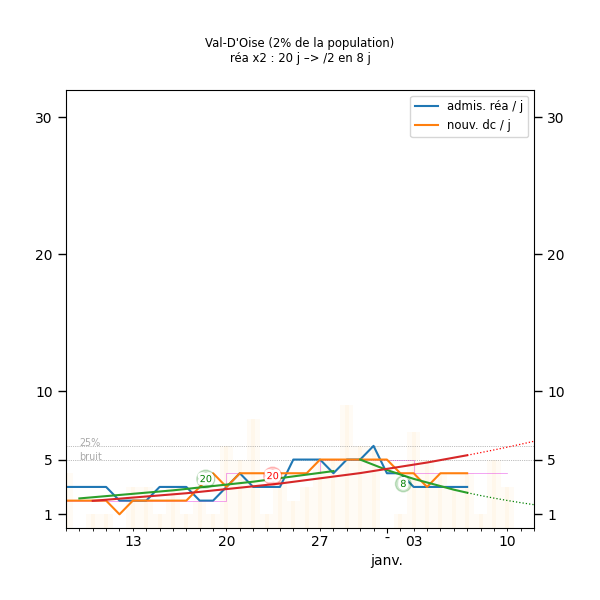 Val-D'Oise (2% de la population)
réa x2 : 20 j –> /2 en 8 j
admis. réa / j
nouv. dc / j
30 30
20 20
10 10
25%
bruit
5 5
20 20 8
1 1
13 20 27 - 03 10
janv.